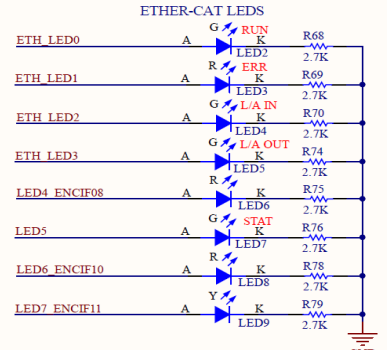 ETHER-CAT LEDS
G RUN
ETH_LED0 A K R68
LED2 2.7K
R ERR
ETH_LED1 A K R69
LED3 2.7K
G L/A IN
ETH_LED2 A K R70
LED4 2.7K
G L/A OUT
ETH_LED3 A K R74
LED5 2.7K
R
LED4_ENCIF08 A K R75
LED6 2.7K
G STAT
LED5 A K R76
LED7 2.7K
R
LED6_ENCIF10 A K R78
LED8 2.7K
Y
LED7_ENCIF11 A K R79
LED9 2.7K